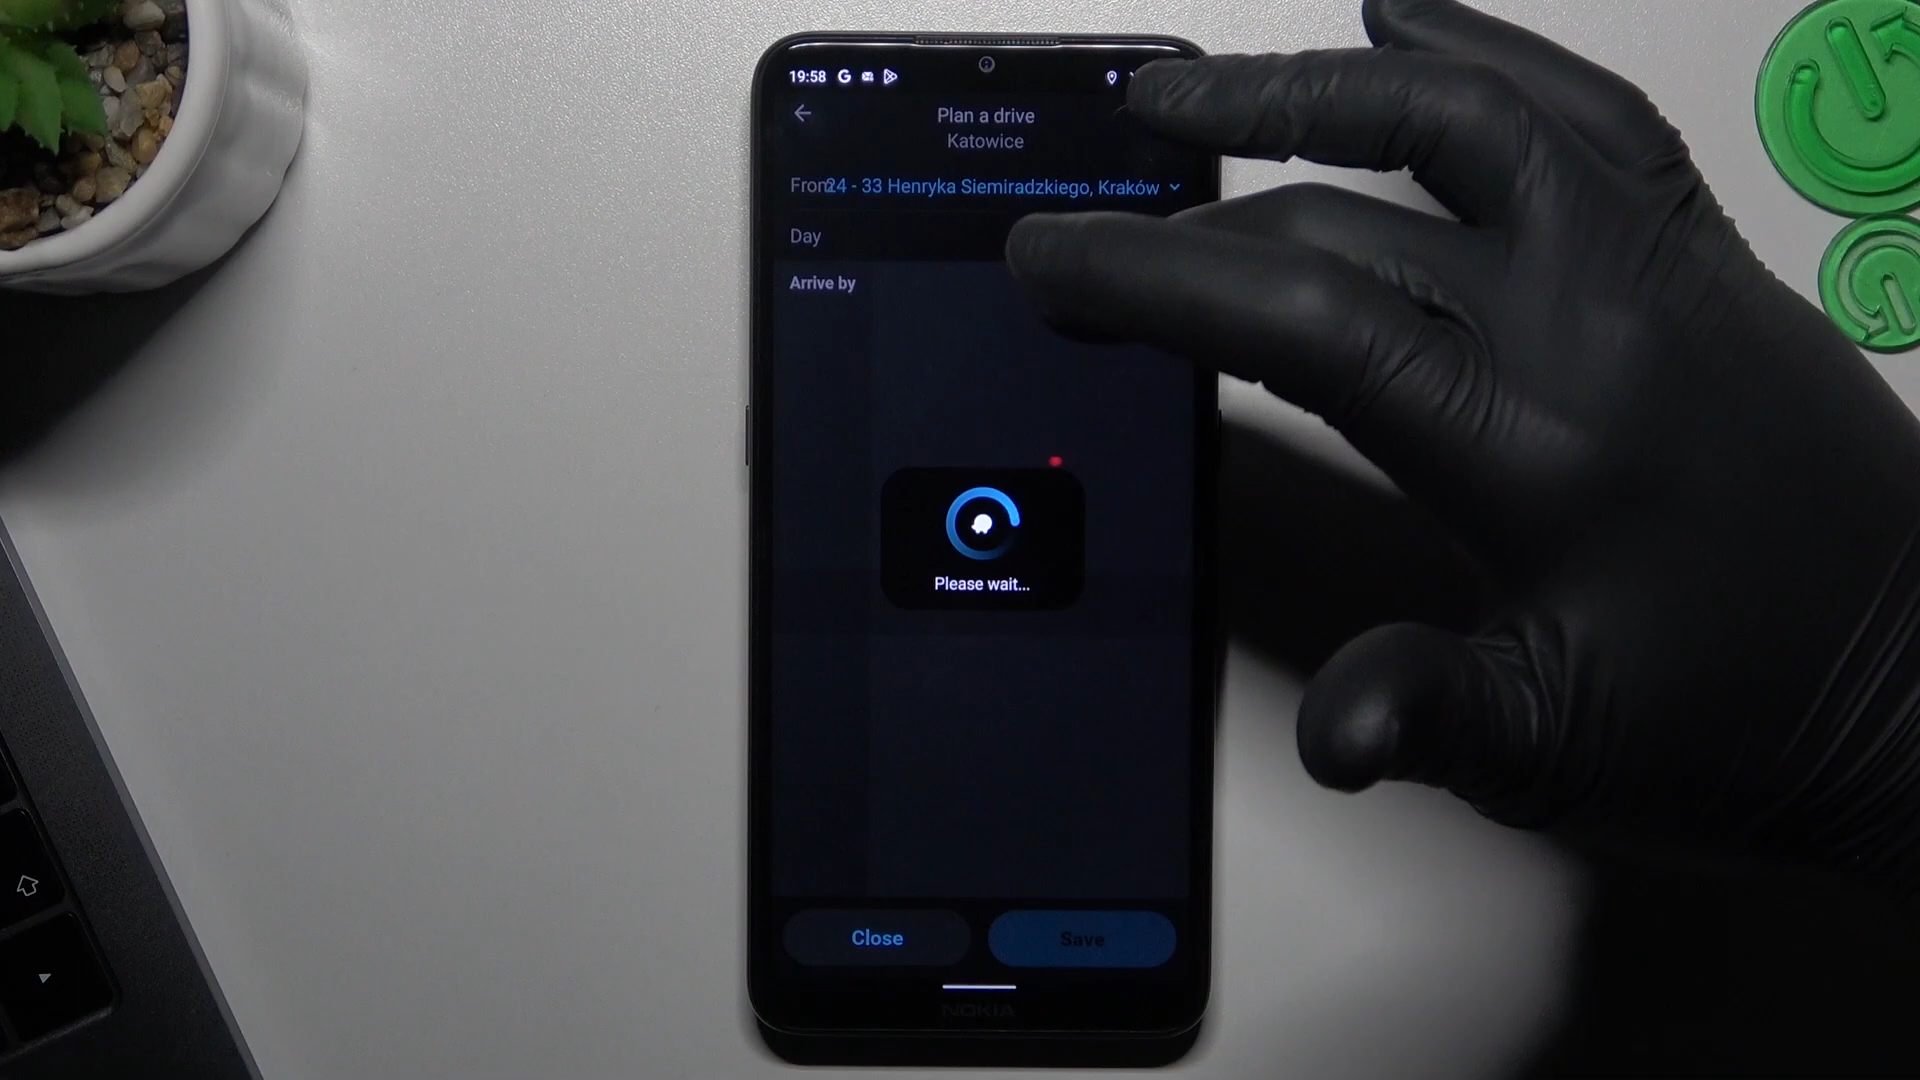 19:58
Plan a drive
Katowice
From 24 - 33 Henryka Siemiradzkiego, Kraków
Day
Arrive by
Please wait...
Close
Save
NOKIA